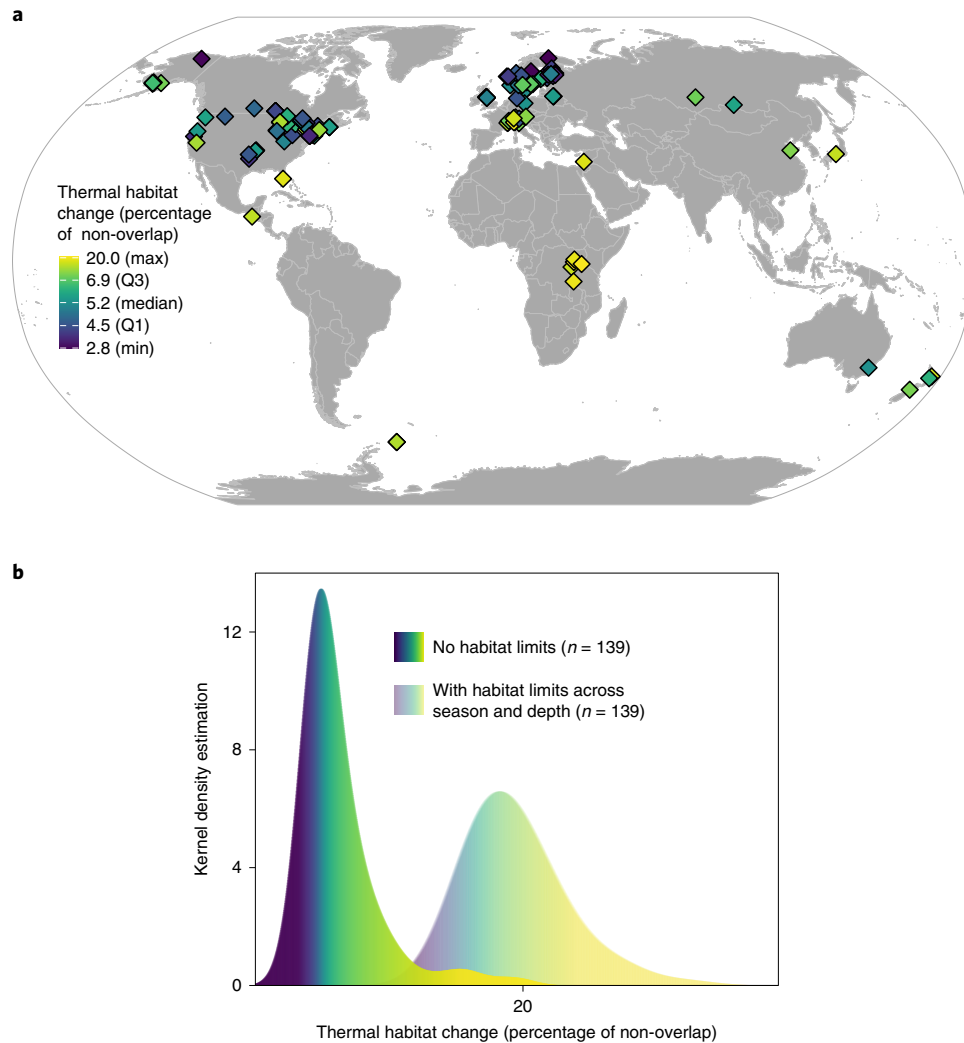 a
Thermal habitat
change (percentage
of non-overlap)
20.0 (max)
6.9 (Q3)
5.2 (median)
4.5 (Q1)
2.8 (min)
b
12
8
4
0
Kernel density estimation
No habitat limits (n = 139)
With habitat limits across
season and depth (n = 139)
20
Thermal habitat change (percentage of non-overlap)